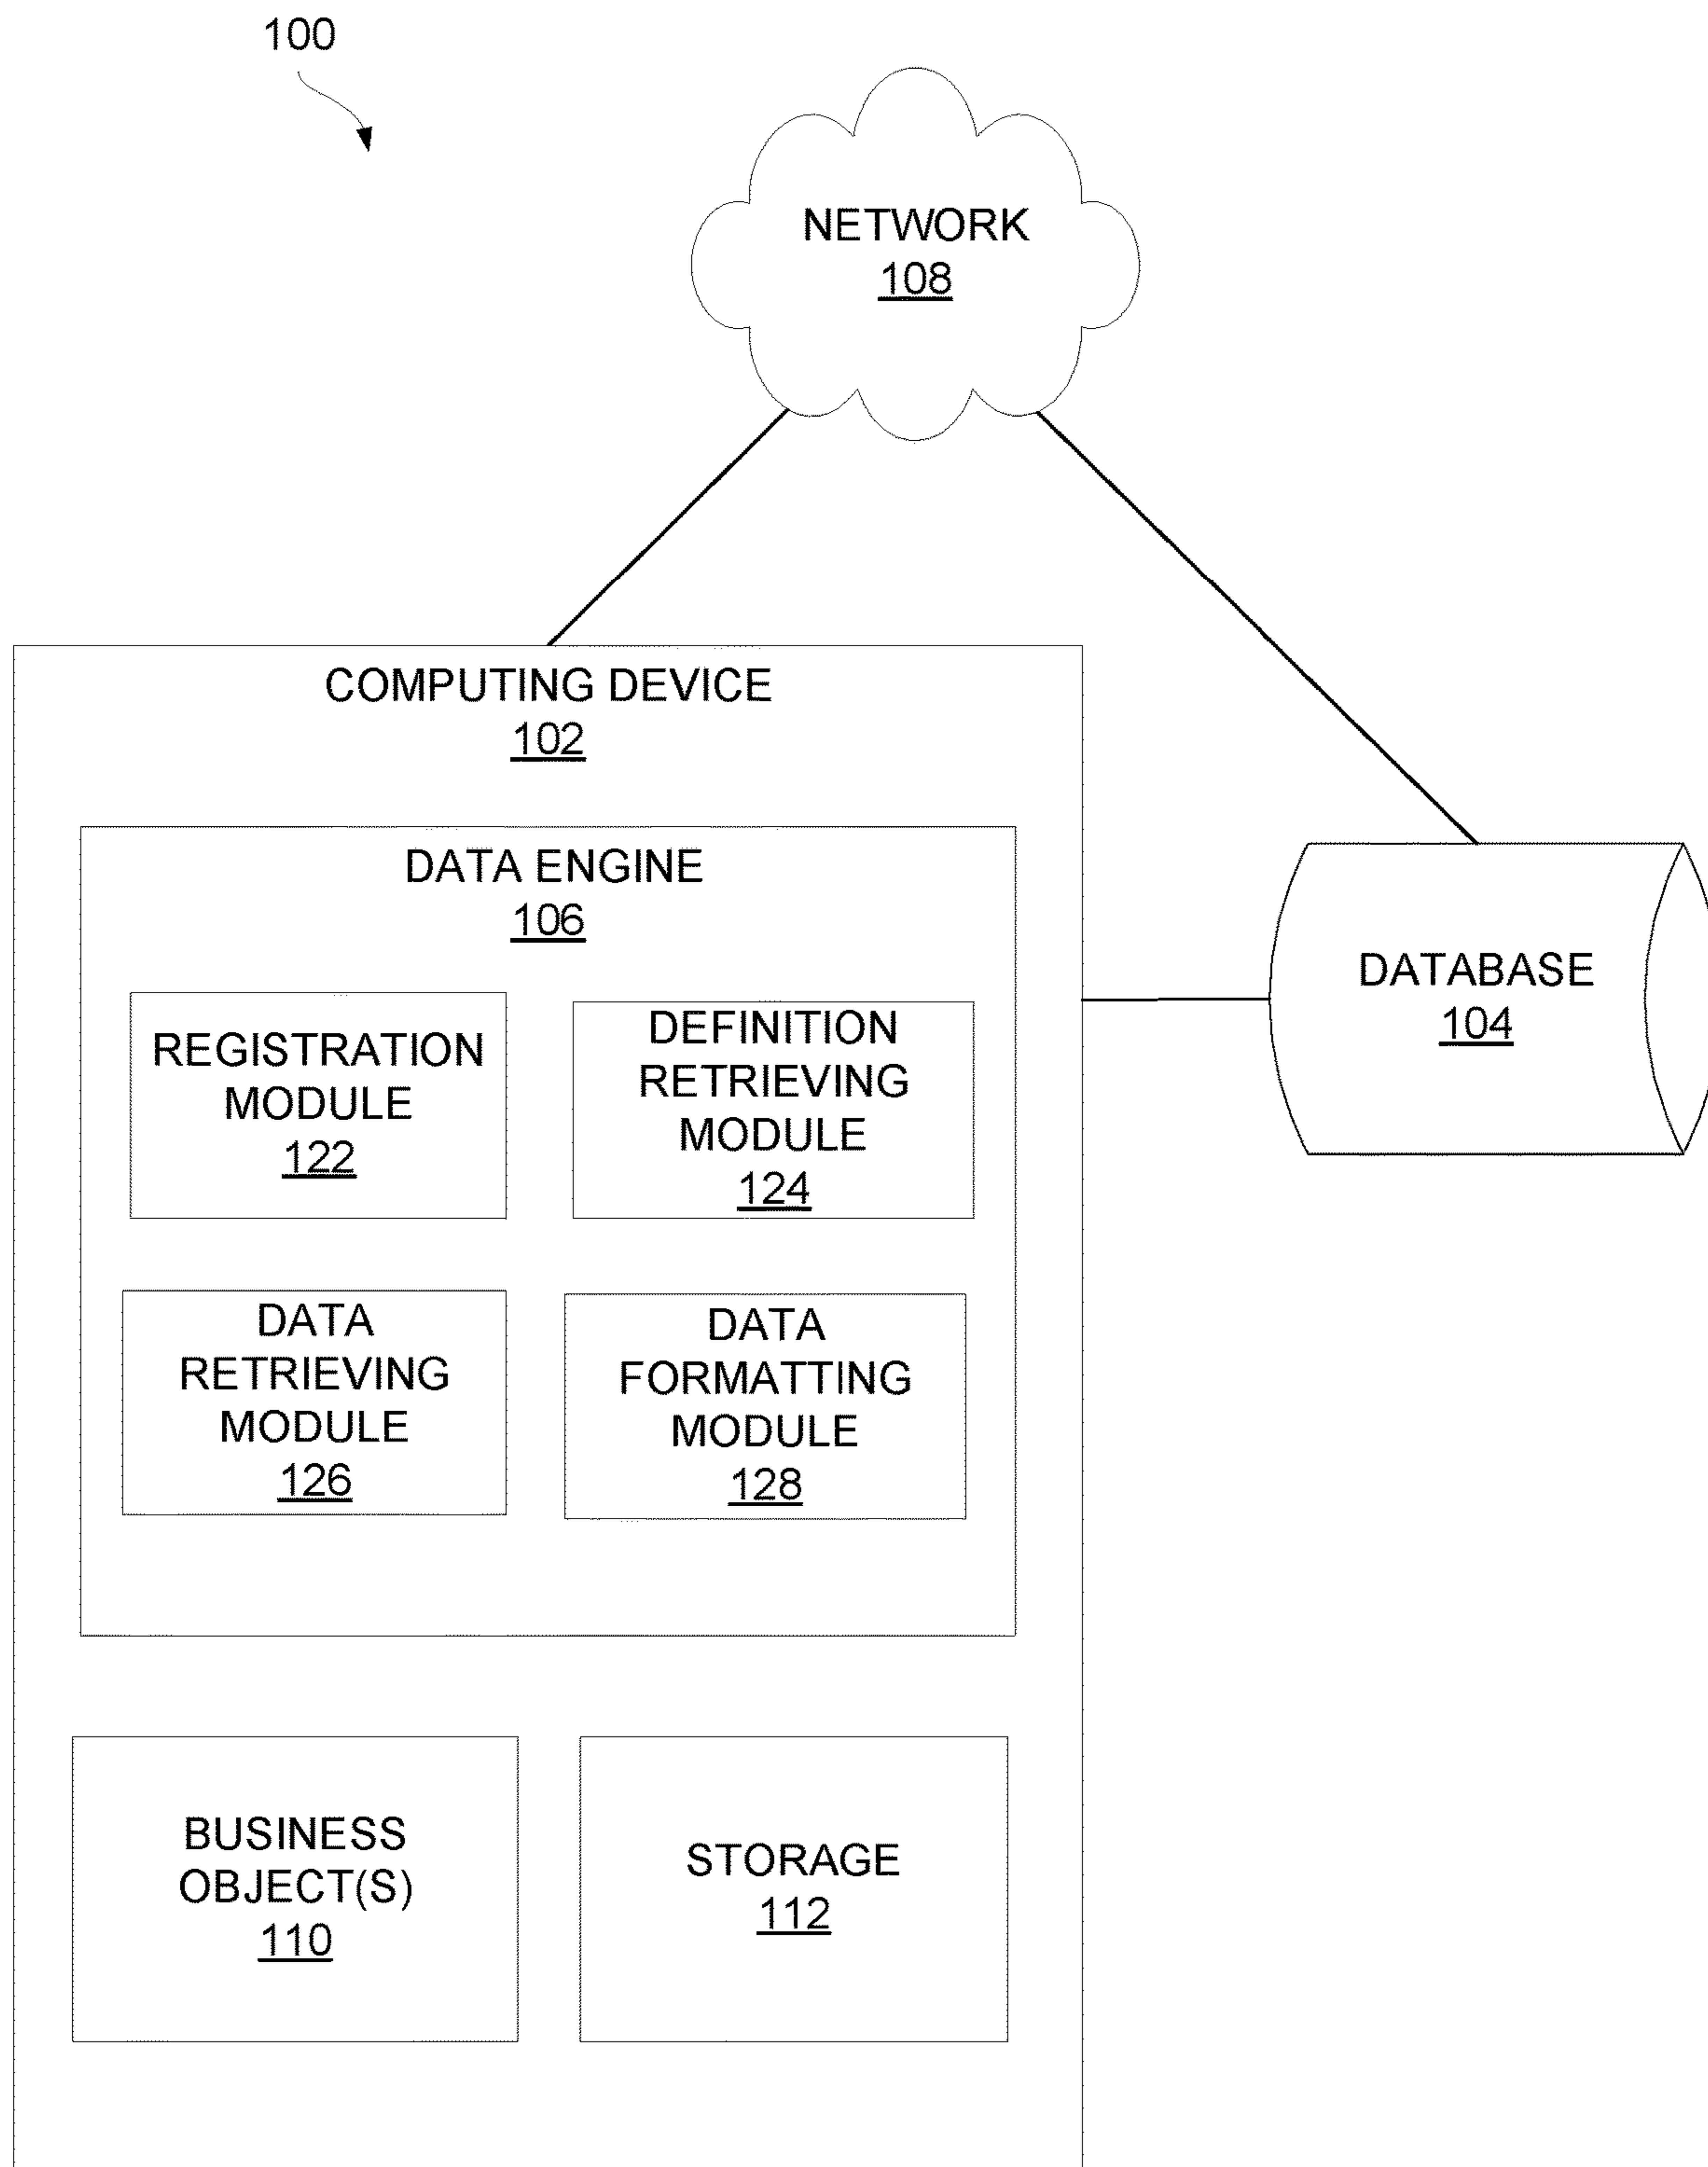 100
NETWORK
108
COMPUTING DEVICE
102
DATA ENGINE
106
REGISTRATION
MODULE
122
DEFINITION
RETRIEVING
MODULE
124
DATABASE
104
DATA
RETRIEVING
MODULE
126
DATA
FORMATTING
MODULE
128
BUSINESS
OBJECT(S)
110
STORAGE
112